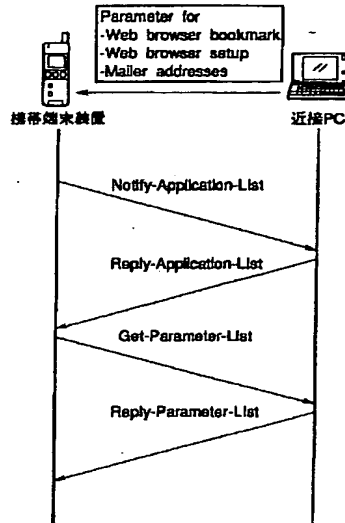 Parameter for
-Web browser bookmark
-Web browser setup
-Mailer addresses
携帯端末装置
近接PC
Notify-Application-List
Reply-Application-List
Get-Parameter-List
Reply-Parameter-List